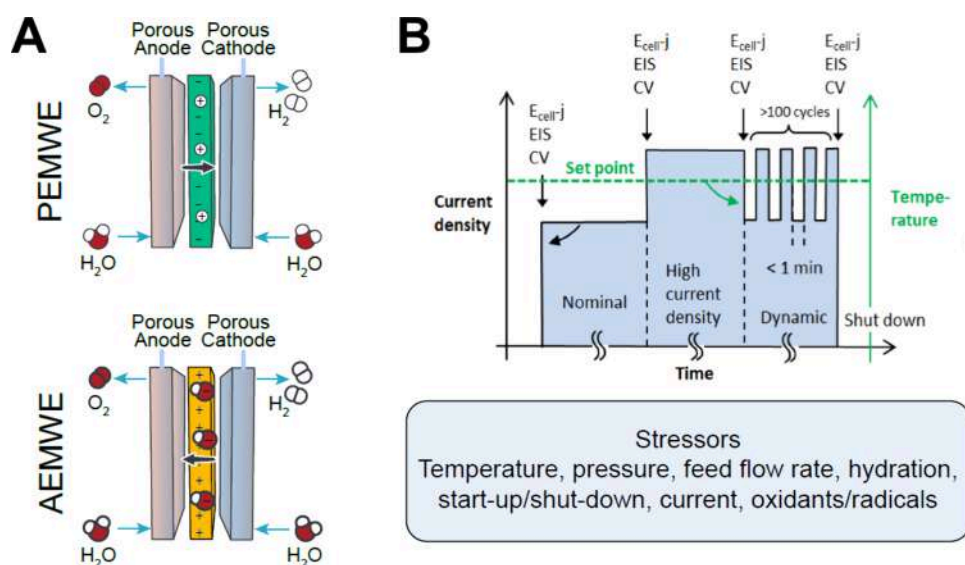 A
PEMWE
Porous Porous
Anode Cathode
O2
H2
H2O
H2O
AEMWE
Porous Porous
Anode Cathode
O2
H2
H2O
H2O
B
Ecell-j
EIS
CV
Ecell-j
EIS
CV
Ecell-j
EIS
CV
Ecell-j
EIS
CV
>100 cycles
Set point
Current
density
Tempe-
rature
< 1 min
Nominal
High
current
density
Dynamic
Shut down
Time
Stressors
Temperature, pressure, feed flow rate, hydration,
start-up/shut-down, current, oxidants/radicals